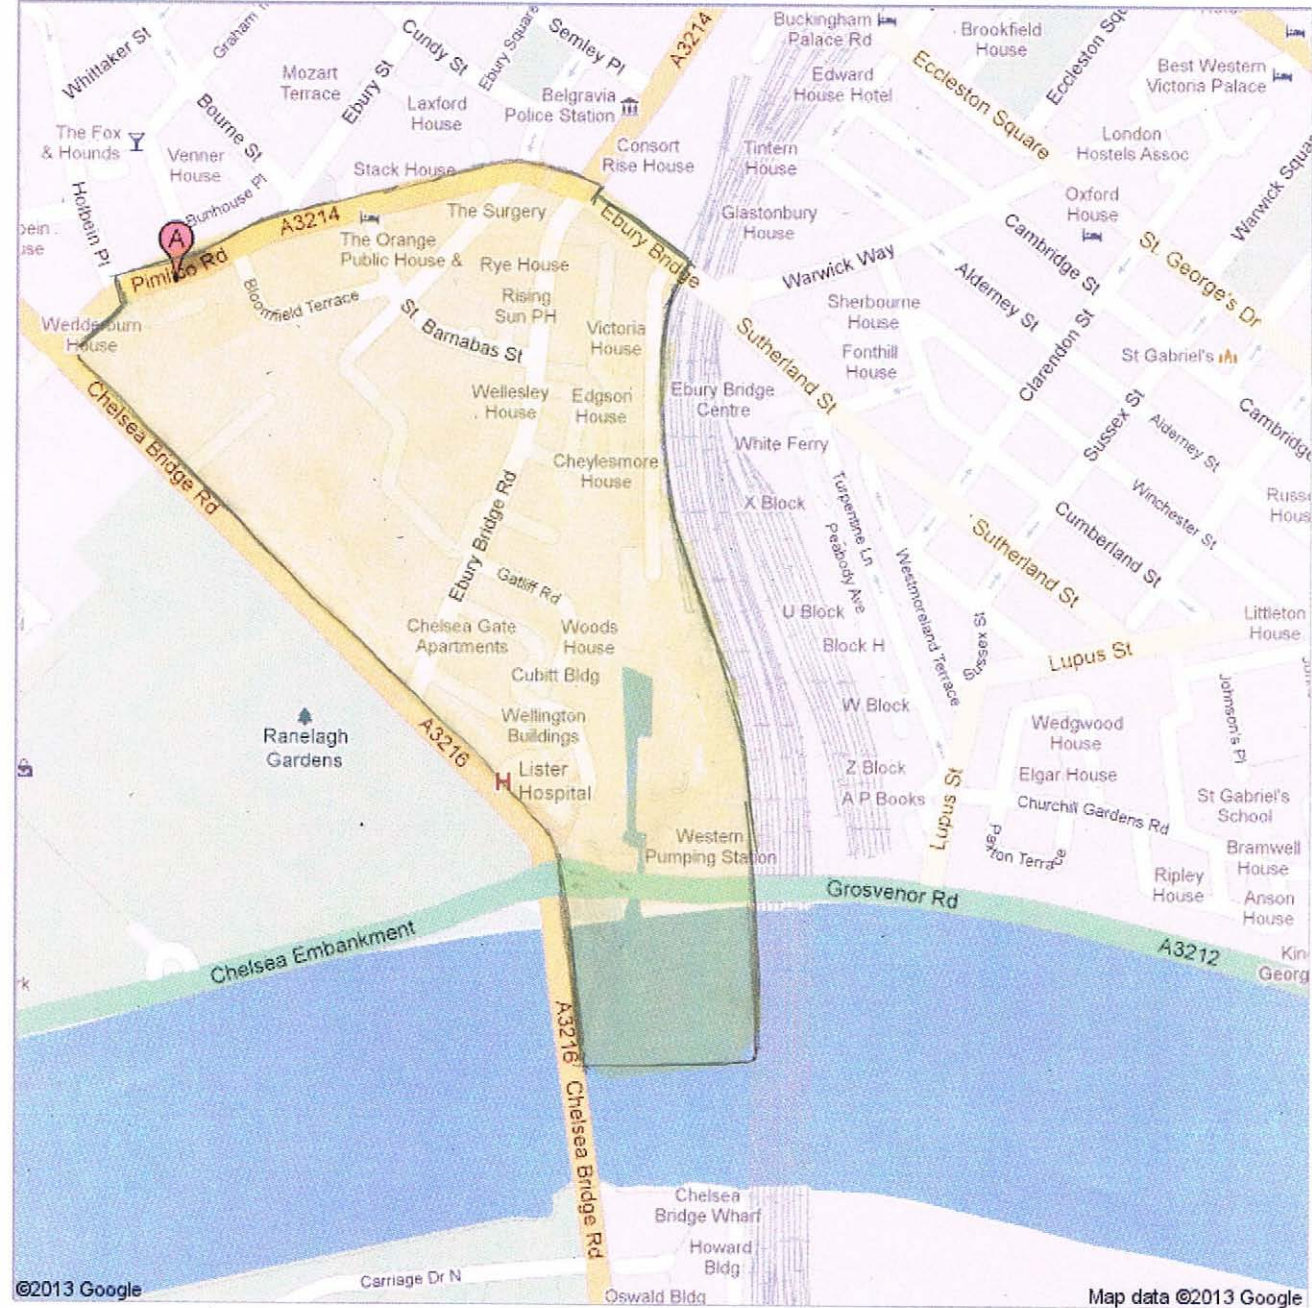 Whittaker St
Graham T
Cundy St
Ebury Square
Semley Pl
A3214
Buckingham
Palace Rd
Brookfield
House
Eccleston Squ
Eccleston Square
Best Western
Victoria Palace
Mozart
Terrace
Ebury St
Laxford
House
Belgravia
Police Station
Edward
House Hotel
Bourne St
The Fox
& Hounds
Venner
House
Stack House
Consort
Rise House
Tintern
House
London
Hostels Assoc
Warwick Squa
Holbein Pl
Bunhouse Pl
A3214
The Surgery
Ebury Bridge
Glastonbury
House
Oxford
House
Cambridge St
St. George's Dr
A
Pimlico Rd
The Orange
Public House &
Rye House
Warwick Way
Alderney St
Bloomfield Terrace
Rising
Sun PH
Sherbourne
House
Wedderburn
House
St. Barnabas St
Victoria
House
Sutherland St
Fonthill
House
Clarendon St
St Gabriel's
Chelsea Bridge Rd
Wellesley
House
Edgson
House
Ebury Bridge
Centre
Sussex St
Alderney St
Cambridge
White Ferry
Cheylesmore
House
X Block
Turpentine Ln
Peabody Ave
Winchester St
Russ
Hous
Cumberland St
Ebury Bridge Rd
Gatliff Rd
Sutherland St
Westmoreland Terrace
Chelsea Gate
Apartments
Woods
House
U Block
Block H
Sussex St
Lupus St
Littleton
House
Cubitt Bldg
Johnson's Pl
Ranelagh
Gardens
A3216
Wellington
Buildings
W Block
Wedgwood
House
H Lister
Hospital
Z Block
A P Books
Elgar House
Lupus St
Churchill Gardens Rd
St Gabriel's
School
Western
Pumping Station
Paxton Terrace
Bramwell
House
Ripley
House
Anson
House
Grosvenor Rd
Chelsea Embankment
A3212
Kin
Georg
A3216
Chelsea Bridge Rd
Chelsea
Bridge Wharf
Howard
Bldg
Carriage Dr N
Oswald Bldg
©2013 Google
Map data ©2013 Google